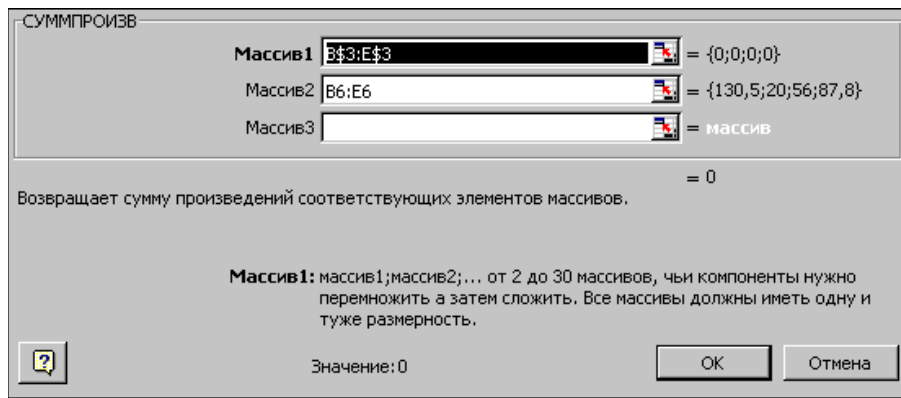 СУММПРОИЗВ
Массив1 B$3:E$3 = {0;0;0;0}
Массив2 B6:E6 = {130,5;20;56;87,8}
Массив3 = массив
= 0
Возвращает сумму произведений соответствующих элементов массивов.
Массив1: массив1;массив2;... от 2 до 30 массивов, чьи компоненты нужно
перемножить а затем сложить. Все массивы должны иметь одну и
туже размерность.
Значение:0 OK Отмена